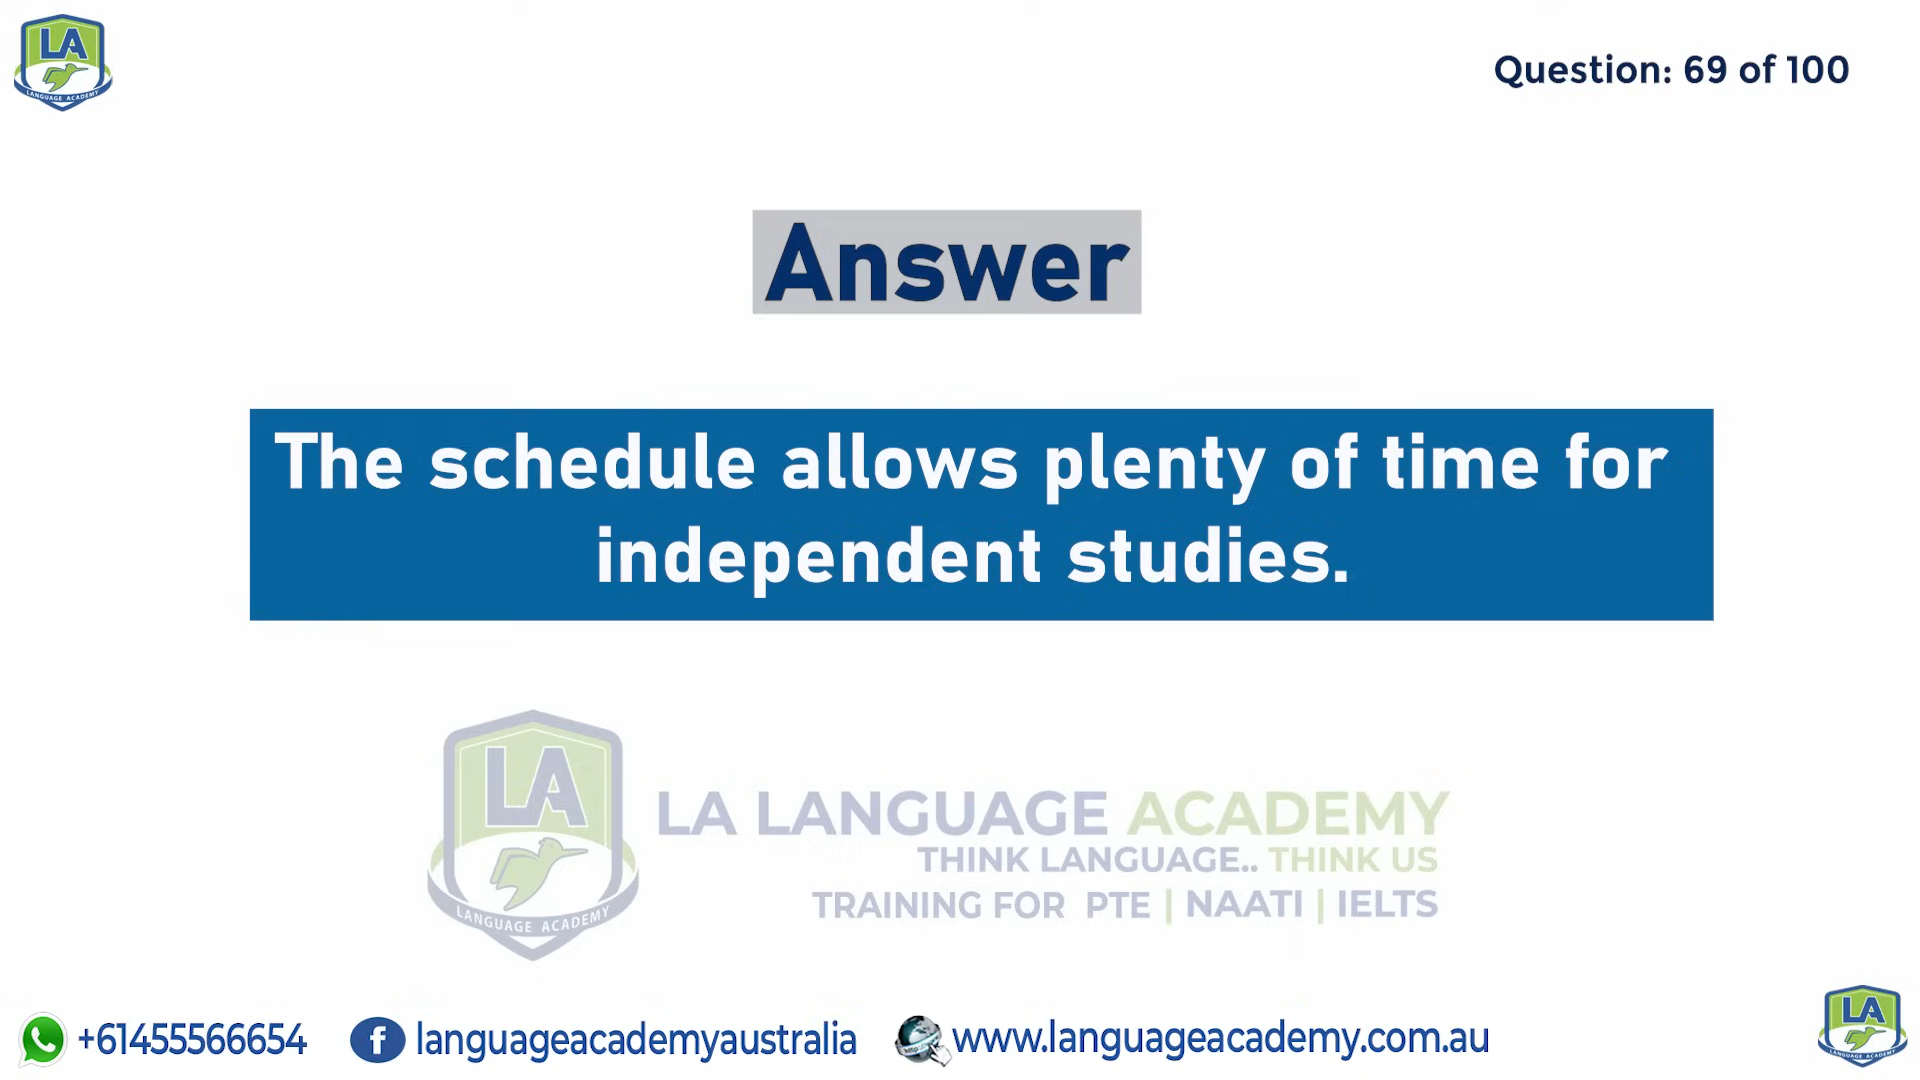 LA
LANGUAGE ACADEMY
Question: 69 of 100
Answer
The schedule allows plenty of time for
independent studies.
LA
LANGUAGE ACADEMY
LA LANGUAGE ACADEMY
THINK LANGUAGE.. THINK US
TRAINING FOR PTE | NAATI | IELTS
+61455566654
languageacademyaustralia
www.languageacademy.com.au
LA
LANGUAGE ACADEMY